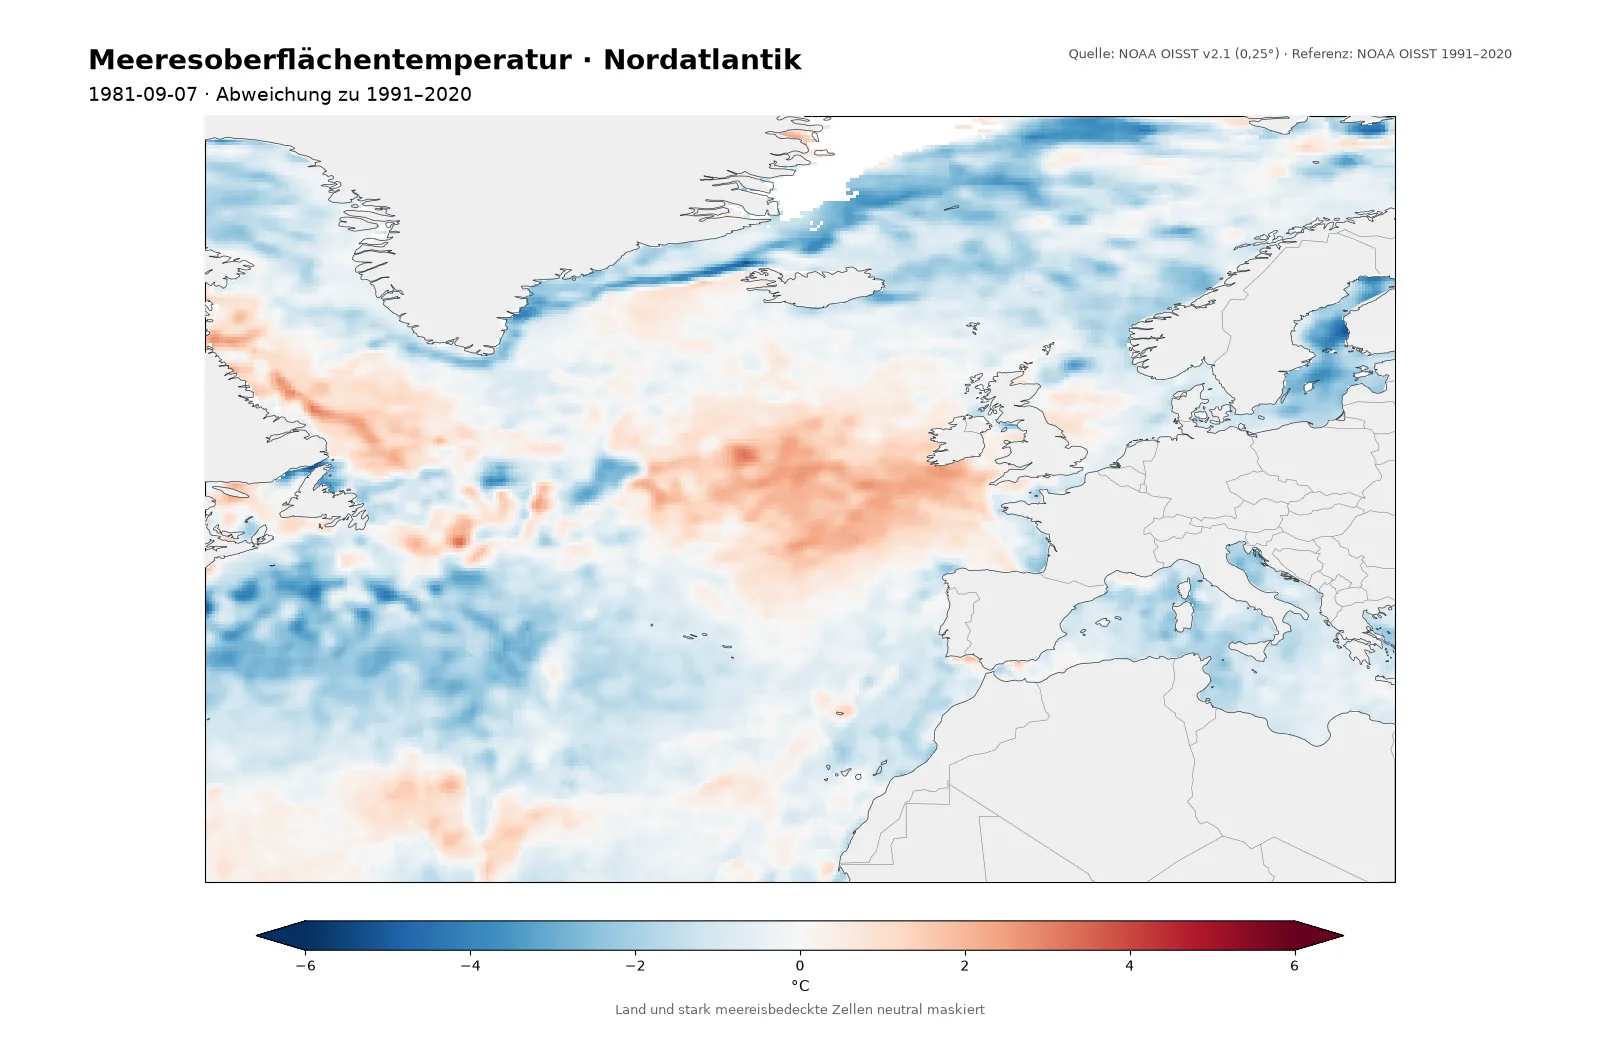 Meeresoberflächentemperatur · Nordatlantik
Quelle: NOAA OISST v2.1 (0,25°) · Referenz: NOAA OISST 1991–2020
1981-09-07 · Abweichung zu 1991–2020
−6 −4 −2 0 2 4 6
°C
Land und stark meereisbedeckte Zellen neutral maskiert